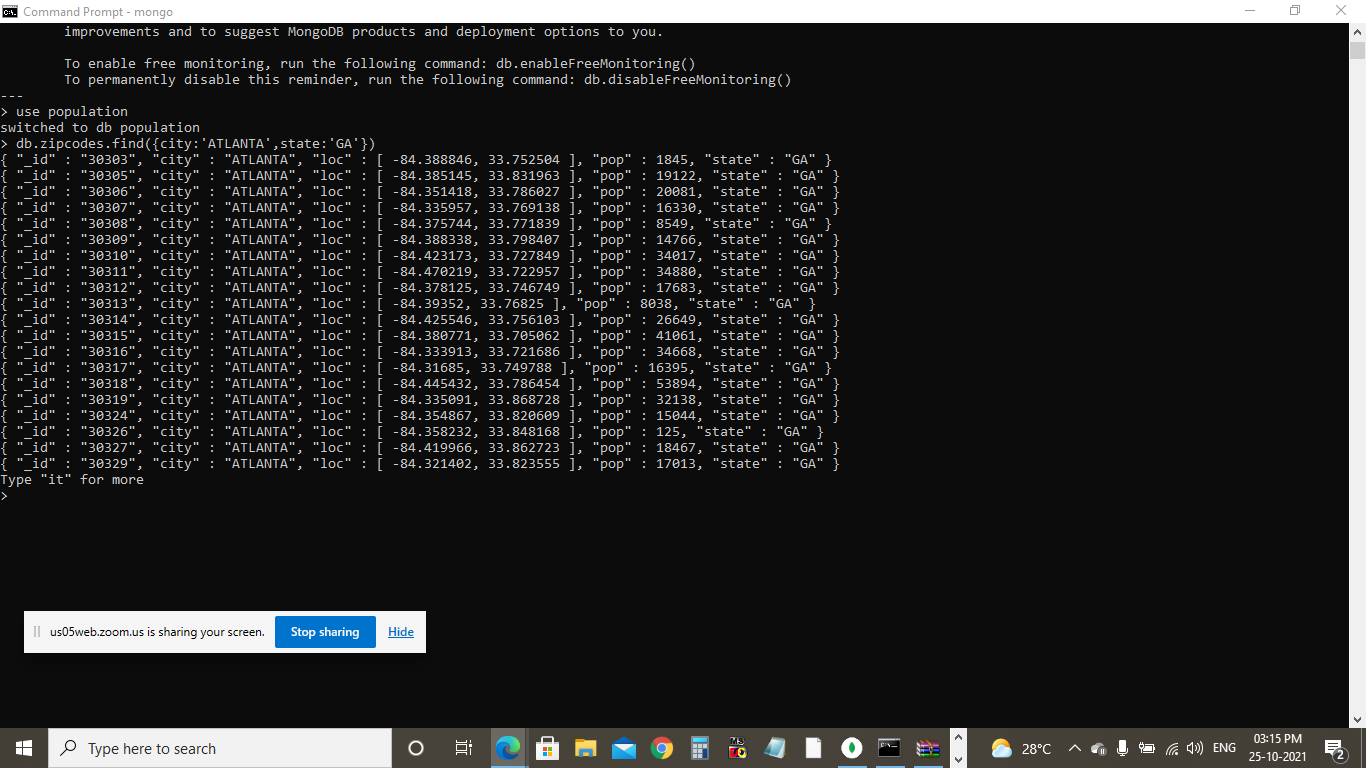 Command Prompt - mongo
improvements and to suggest MongoDB products and deployment options to you.
To enable free monitoring, run the following command: db.enableFreeMonitoring()
To permanently disable this reminder, run the following command: db.disableFreeMonitoring()
---
> use population
switched to db population
> db.zipcodes.find({city:'ATLANTA',state:'GA'})
{ "_id" : "30303", "city" : "ATLANTA", "loc" : [ -84.388846, 33.752504 ], "pop" : 1845, "state" : "GA" }
{ "_id" : "30305", "city" : "ATLANTA", "loc" : [ -84.385145, 33.831963 ], "pop" : 19122, "state" : "GA" }
{ "_id" : "30306", "city" : "ATLANTA", "loc" : [ -84.351418, 33.786027 ], "pop" : 20081, "state" : "GA" }
{ "_id" : "30307", "city" : "ATLANTA", "loc" : [ -84.335957, 33.769138 ], "pop" : 16330, "state" : "GA" }
{ "_id" : "30308", "city" : "ATLANTA", "loc" : [ -84.375744, 33.771839 ], "pop" : 8549, "state" : "GA" }
{ "_id" : "30309", "city" : "ATLANTA", "loc" : [ -84.388338, 33.798407 ], "pop" : 14766, "state" : "GA" }
{ "_id" : "30310", "city" : "ATLANTA", "loc" : [ -84.423173, 33.727849 ], "pop" : 34017, "state" : "GA" }
{ "_id" : "30311", "city" : "ATLANTA", "loc" : [ -84.470219, 33.722957 ], "pop" : 34880, "state" : "GA" }
{ "_id" : "30312", "city" : "ATLANTA", "loc" : [ -84.378125, 33.746749 ], "pop" : 17683, "state" : "GA" }
{ "_id" : "30313", "city" : "ATLANTA", "loc" : [ -84.39352, 33.76825 ], "pop" : 8038, "state" : "GA" }
{ "_id" : "30314", "city" : "ATLANTA", "loc" : [ -84.425546, 33.756103 ], "pop" : 26649, "state" : "GA" }
{ "_id" : "30315", "city" : "ATLANTA", "loc" : [ -84.380771, 33.705062 ], "pop" : 41061, "state" : "GA" }
{ "_id" : "30316", "city" : "ATLANTA", "loc" : [ -84.333913, 33.721686 ], "pop" : 34668, "state" : "GA" }
{ "_id" : "30317", "city" : "ATLANTA", "loc" : [ -84.31685, 33.749788 ], "pop" : 16395, "state" : "GA" }
{ "_id" : "30318", "city" : "ATLANTA", "loc" : [ -84.445432, 33.786454 ], "pop" : 53894, "state" : "GA" }
{ "_id" : "30319", "city" : "ATLANTA", "loc" : [ -84.335091, 33.868728 ], "pop" : 32138, "state" : "GA" }
{ "_id" : "30324", "city" : "ATLANTA", "loc" : [ -84.354867, 33.820609 ], "pop" : 15044, "state" : "GA" }
{ "_id" : "30326", "city" : "ATLANTA", "loc" : [ -84.358232, 33.848168 ], "pop" : 125, "state" : "GA" }
{ "_id" : "30327", "city" : "ATLANTA", "loc" : [ -84.419966, 33.862723 ], "pop" : 18467, "state" : "GA" }
{ "_id" : "30329", "city" : "ATLANTA", "loc" : [ -84.321402, 33.823555 ], "pop" : 17013, "state" : "GA" }
Type "it" for more
>
us05web.zoom.us is sharing your screen. Stop sharing Hide
Type here to search
28°C
ENG
03:15 PM
25-10-2021
2